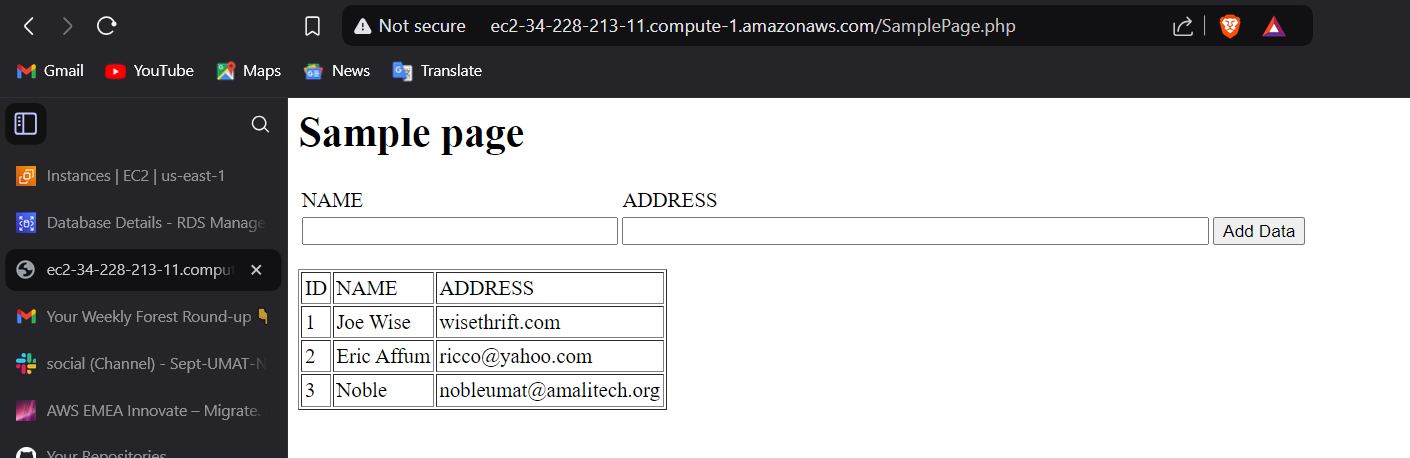 Not secure ec2-34-228-213-11.compute-1.amazonaws.com/SamplePage.php
Gmail YouTube Maps News Translate
Instances | EC2 | us-east-1
Database Details - RDS Manage
ec2-34-228-213-11.compu
Your Weekly Forest Round-up
social (Channel) - Sept-UMAT-N
AWS EMEA Innovate – Migrate.
Your Repositories
Sample page
NAME ADDRESS
Add Data
ID NAME ADDRESS
1 Joe Wise wisethrift.com
2 Eric Affum ricco@yahoo.com
3 Noble nobleumat@amalitech.org